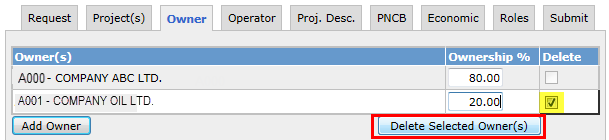 Request Project(s) Owner Operator Proj. Desc. PNCB Economic Roles Submit
Owner(s) Ownership % Delete
A000 - COMPANY ABC LTD. 80.00
A001 - COMPANY OIL LTD. 20.00
Add Owner Delete Selected Owner(s)